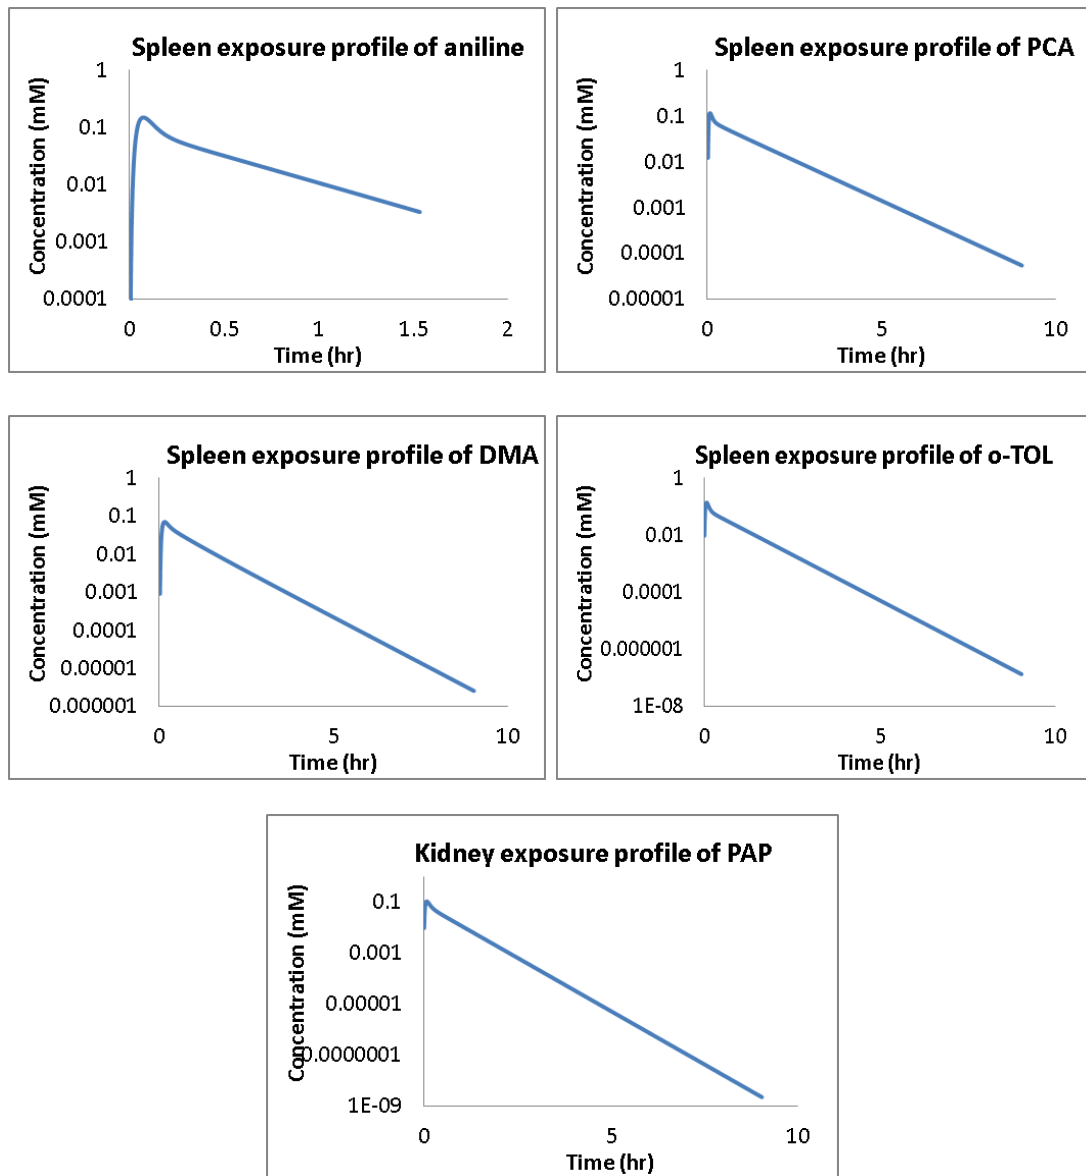 Spleen exposure profile of aniline
Concentration (mM)
1
0.1
0.01
0.001
0.0001
0 0.5 1 1.5 2
Time (hr)
Spleen exposure profile of PCA
Concentration (mM)
1
0.1
0.01
0.001
0.0001
0.00001
0 5 10
Time (hr)
Spleen exposure profile of DMA
Concentration (mM)
1
0.1
0.01
0.001
0.0001
0.00001
0.000001
0 5 10
Time (hr)
Spleen exposure profile of o-TOL
Concentration (mM)
1
0.01
0.0001
0.000001
1E-08
0 5 10
Time (hr)
Kidney exposure profile of PAP
Concentration (mM)
0.1
0.001
0.00001
0.0000001
1E-09
0 5 10
Time (hr)